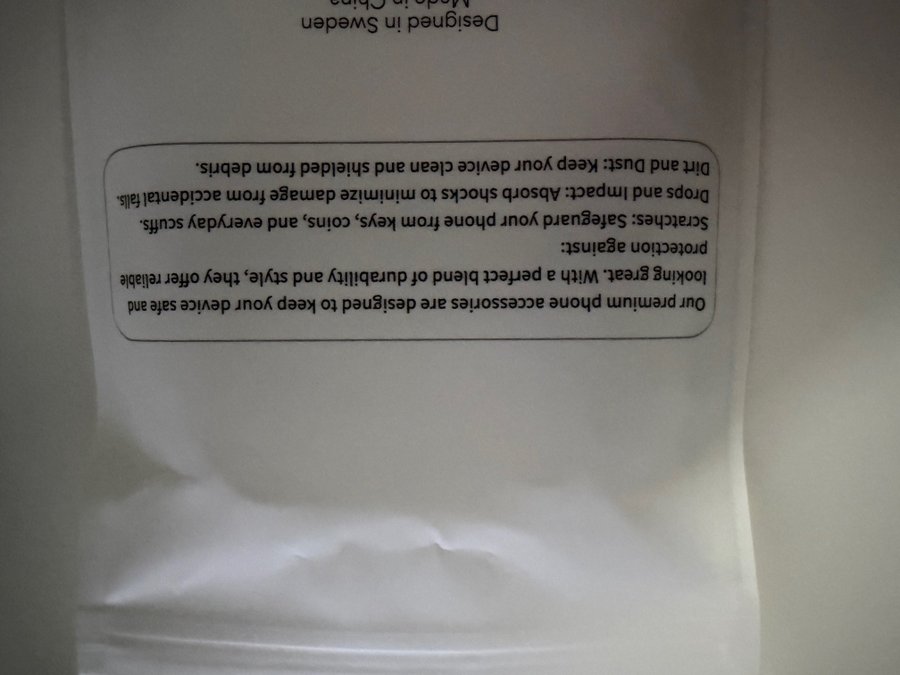 Our premium phone accessories are designed to keep your device safe and
looking great. With a perfect blend of durability and style, they offer reliable
protection against:
Scratches: Safeguard your phone from keys, coins, and everyday scuffs.
Drops and Impact: Absorb shocks to minimize damage from accidental falls.
Dirt and Dust: Keep your device clean and shielded from debris.
Designed in Sweden
Made in China